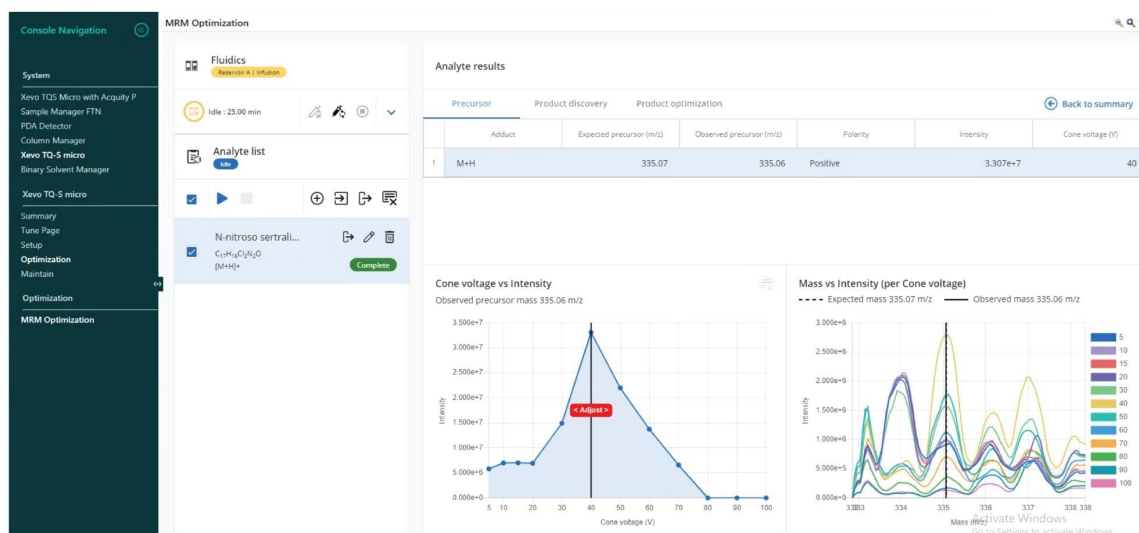 Console Navigation
MRM Optimization
System
Xevo TQS Micro with Acquity P
Sample Manager FTN
PDA Detector
Column Manager
Xevo TQ-S micro
Binary Solvent Manager
Xevo TQ-S micro
Summary
Tune Page
Setup
Optimization
Maintain
Optimization
MRM Optimization
Fluidics
Reservoir A | Infusion
Idle : 25.00 min
Analyte list
Idle
N-nitroso sertrali...
C₁₇H₁₆Cl₂N₂O
[M+H]+
Complete
Analyte results
Precursor Product discovery Product optimization Back to summary
Adduct Expected precursor (m/z) Observed precursor (m/z) Polarity Intensity Cone voltage (V)
1 M+H 335.07 335.06 Positive 3.307e+7 40
Cone voltage vs Intensity
Observed precursor mass 335.06 m/z
3.500e+7
3.000e+7
2.500e+7
2.000e+7
1.500e+7
1.000e+7
5.000e+6
0.000e+0
Intensity
< Adjust >
5 10 20 30 40 50 60 70 80 90 100
Cone voltage (V)
Mass vs Intensity (per Cone voltage)
Expected mass 335.07 m/z Observed mass 335.06 m/z
3.000e+6
2.500e+6
2.000e+6
1.500e+6
1.000e+6
5.000e+5
0.000e+0
Intensity
334 335 336 337 338 338
Mass (m/z)
5
10
15
20
30
40
50
60
70
80
90
100
Activate Windows
Go to Settings to activate Windows